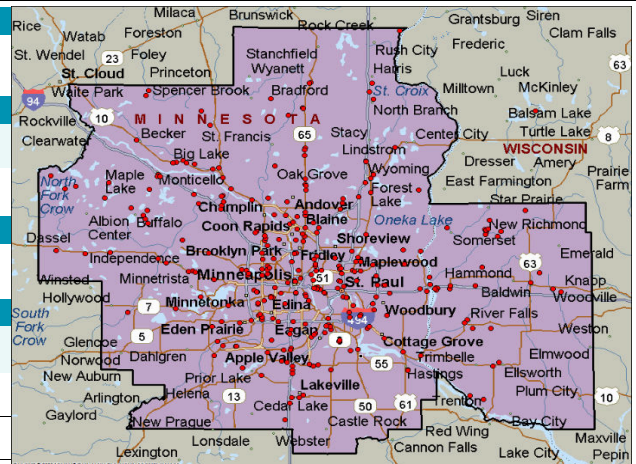 Rice
Watab
Milaca
Foreston
Brunswick
Rock Creek
Grantsburg
Siren
Clam Falls
St. Wendel
23
Foley
Stanchfield
Wyanett
Rush City
Frederic
63
St. Cloud
Princeton
Harris
Luck
Waite Park
Spencer Brook
Bradford
St. Croix
Milltown
McKinley
94
North Branch
Balsam Lake
Rockville
10
MINNESOTA
Clearwater
Becker
St. Francis
65
Stacy
Center City
Turtle Lake
8
Big Lake
Lindstrom
WISCONSIN
Dresser
Amery
North
Fork
Crow
Maple
Lake
Monticello
Oak Grove
Wyoming
Forest
Lake
East Farmington
Prairie
Farm
Star Prairie
Champlin
Andover
Blaine
Oneka Lake
Albion
Center
Buffalo
Coon Rapids
New Richmond
Dassel
Shoreview
Somerset
Independence
Brooklyn Park
Fridley
Maplewood
63
Emerald
Winsted
Minnetrista
Minneapolis
51
St. Paul
Hammond
Knapp
Hollywood
Baldwin
Woodville
7
Minnetonka
Edina
Woodbury
South
Fork
Crow
5
Eden Prairie
Eagan
494
River Falls
Weston
Glencoe
Cottage Grove
Norwood
Dahlgren
Apple Valley
55
Trimbelle
Elmwood
New Auburn
Prior Lake
Hastings
Ellsworth
Arlington
Helena
13
Lakeville
Plum City
Gaylord
Cedar Lake
50
61
Trenton
10
New Prague
Castle Rock
Bay City
Lonsdale
Webster
Red Wing
Maxville
Lexington
Cannon Falls
Lake City
Pepin